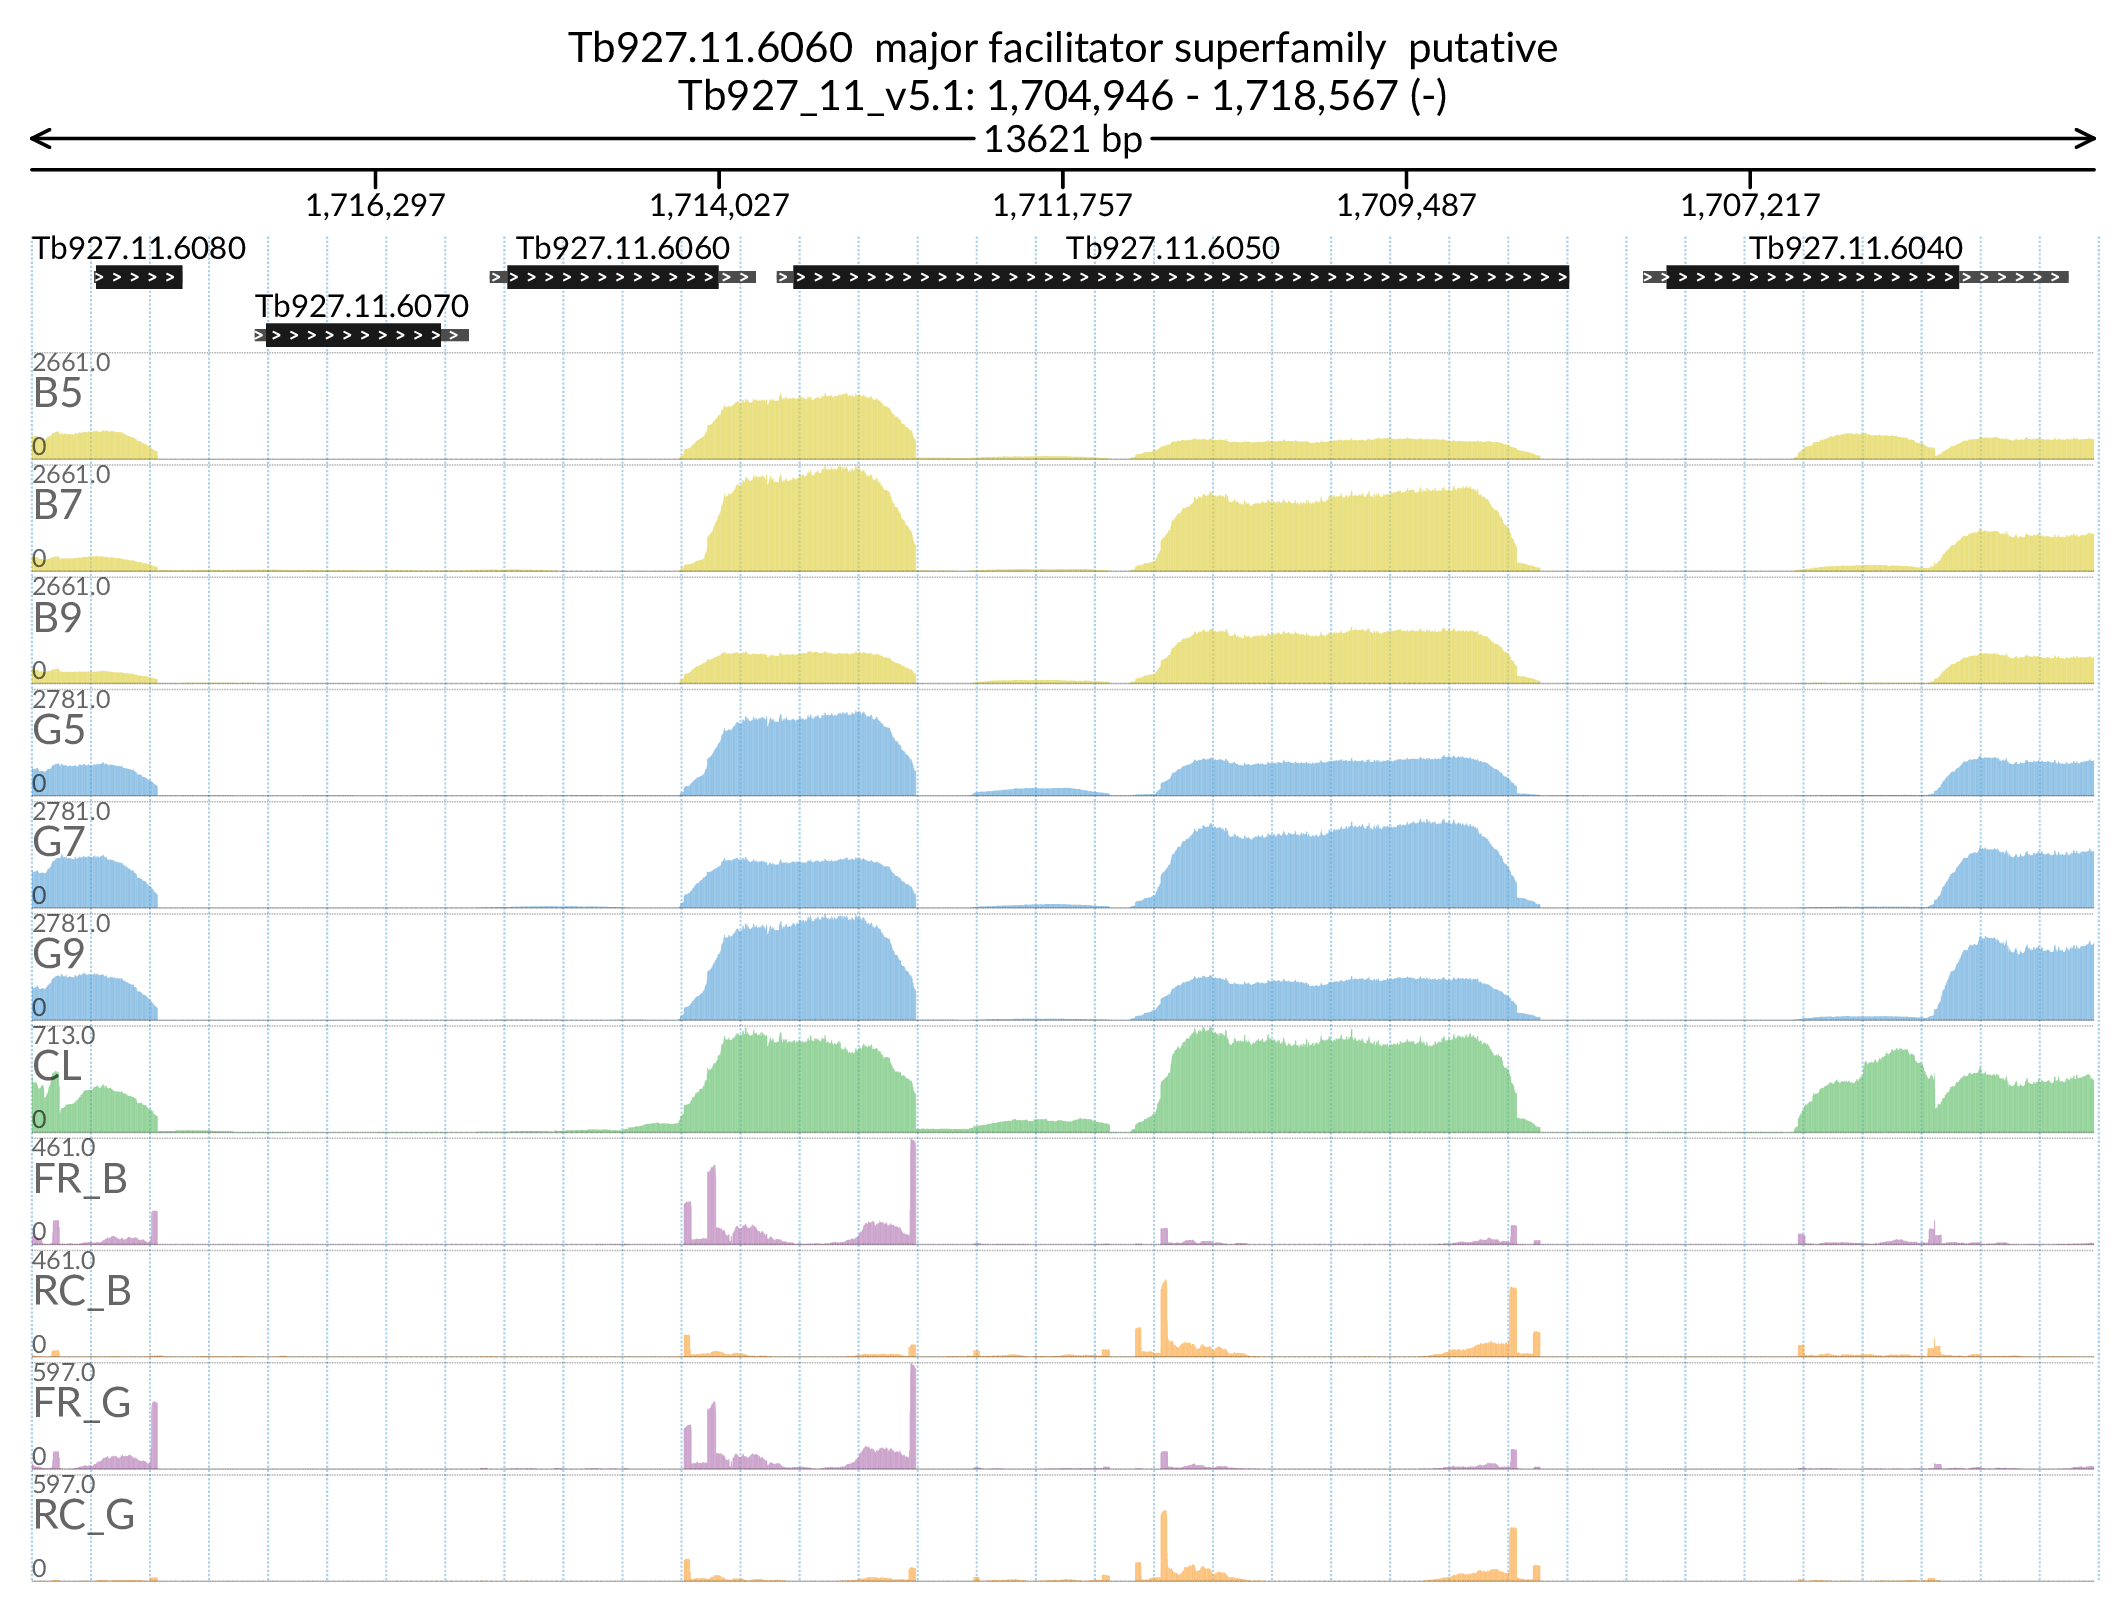 Tb927.11.6060 major facilitator superfamily putative
Tb927_11_v5.1: 1,704,946 - 1,718,567 (-)
13621 bp
1,716,297 1,714,027 1,711,757 1,709,487 1,707,217
Tb927.11.6080 Tb927.11.6060 Tb927.11.6050 Tb927.11.6040
Tb927.11.6070
2661.0
B5
0
2661.0
B7
0
2661.0
B9
0
2781.0
G5
0
2781.0
G7
0
2781.0
G9
0
713.0
CL
0
461.0
FR_B
0
461.0
RC_B
0
597.0
FR_G
0
597.0
RC_G
0